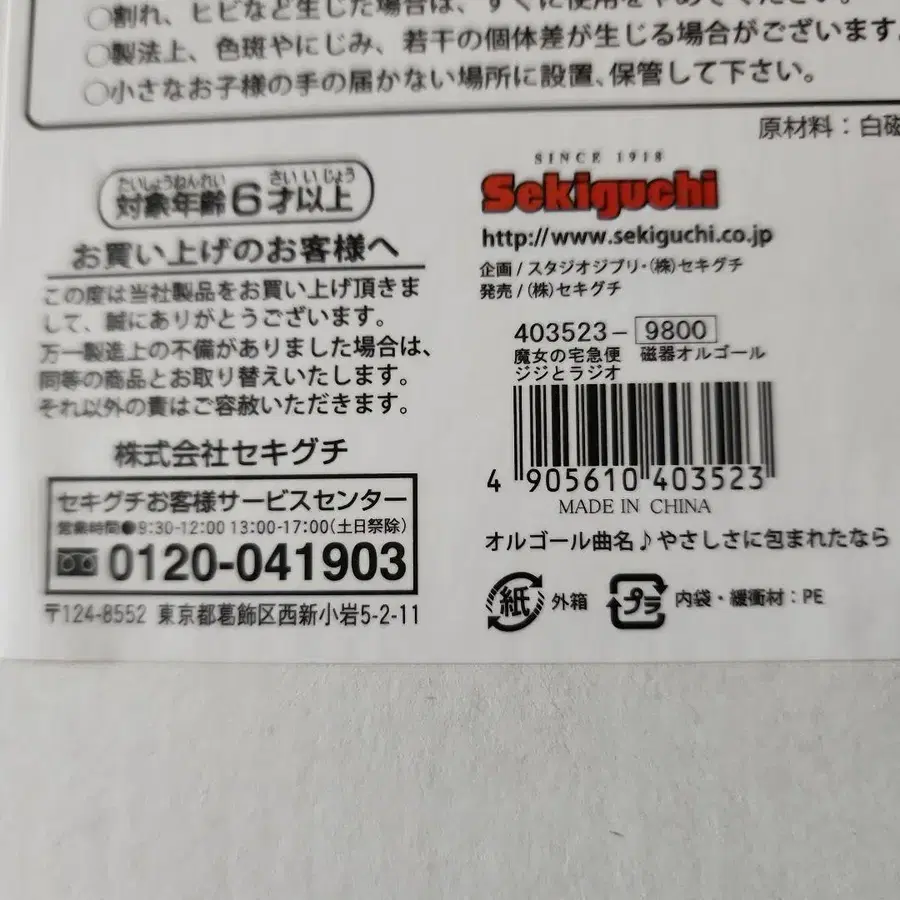 ○割れ、ヒビなど生じた場合は、すぐに使用をやめてください。
○製法上、色斑やにじみ、若干の個体差が生じる場合がございます。
○小さなお子様の手の届かない場所に設置、保管して下さい。
原材料：白磁
たいしょうねんれい さいいじょう
対象年齢6才以上
お買い上げのお客様へ
この度は当社製品をお買い上げ頂きま
して、誠にありがとうございます。
万一製造上の不備がありました場合は、
同等の商品とお取り替えいたします。
それ以外の責はご容赦いただきます。
株式会社セキグチ
セキグチお客様サービスセンター
営業時間●9:30-12:00 13:00-17:00(土日祭除)
0120-041903
〒124-8552 東京都葛飾区西新小岩5-2-11
SINCE 1918
Sekiguchi
http://www.sekiguchi.co.jp
企画/スタジオジブリ・(株)セキグチ
発売/(株)セキグチ
403523-9800
魔女の宅急便 磁器オルゴール
ジジとラジオ
4 905610 403523
MADE IN CHINA
オルゴール曲名♪やさしさに包まれたなら
紙 外箱 プラ 内袋・緩衝材：PE